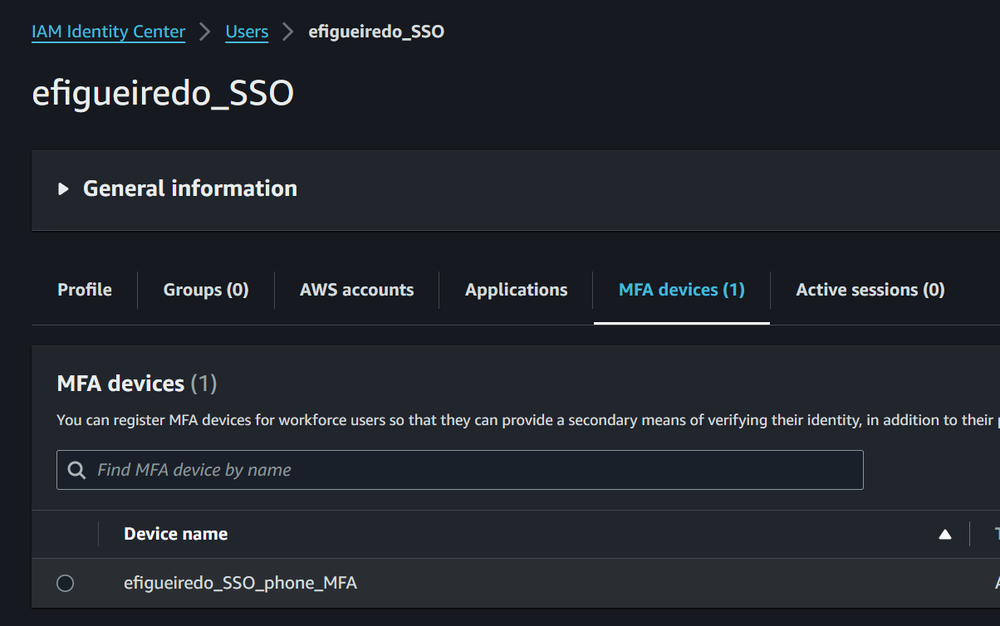 IAM Identity Center > Users > efigueiredo_SSO
efigueiredo_SSO
General information
Profile Groups (0) AWS accounts Applications MFA devices (1) Active sessions (0)
MFA devices (1)
You can register MFA devices for workforce users so that they can provide a secondary means of verifying their identity, in addition to their
Find MFA device by name
Device name
efigueiredo_SSO_phone_MFA